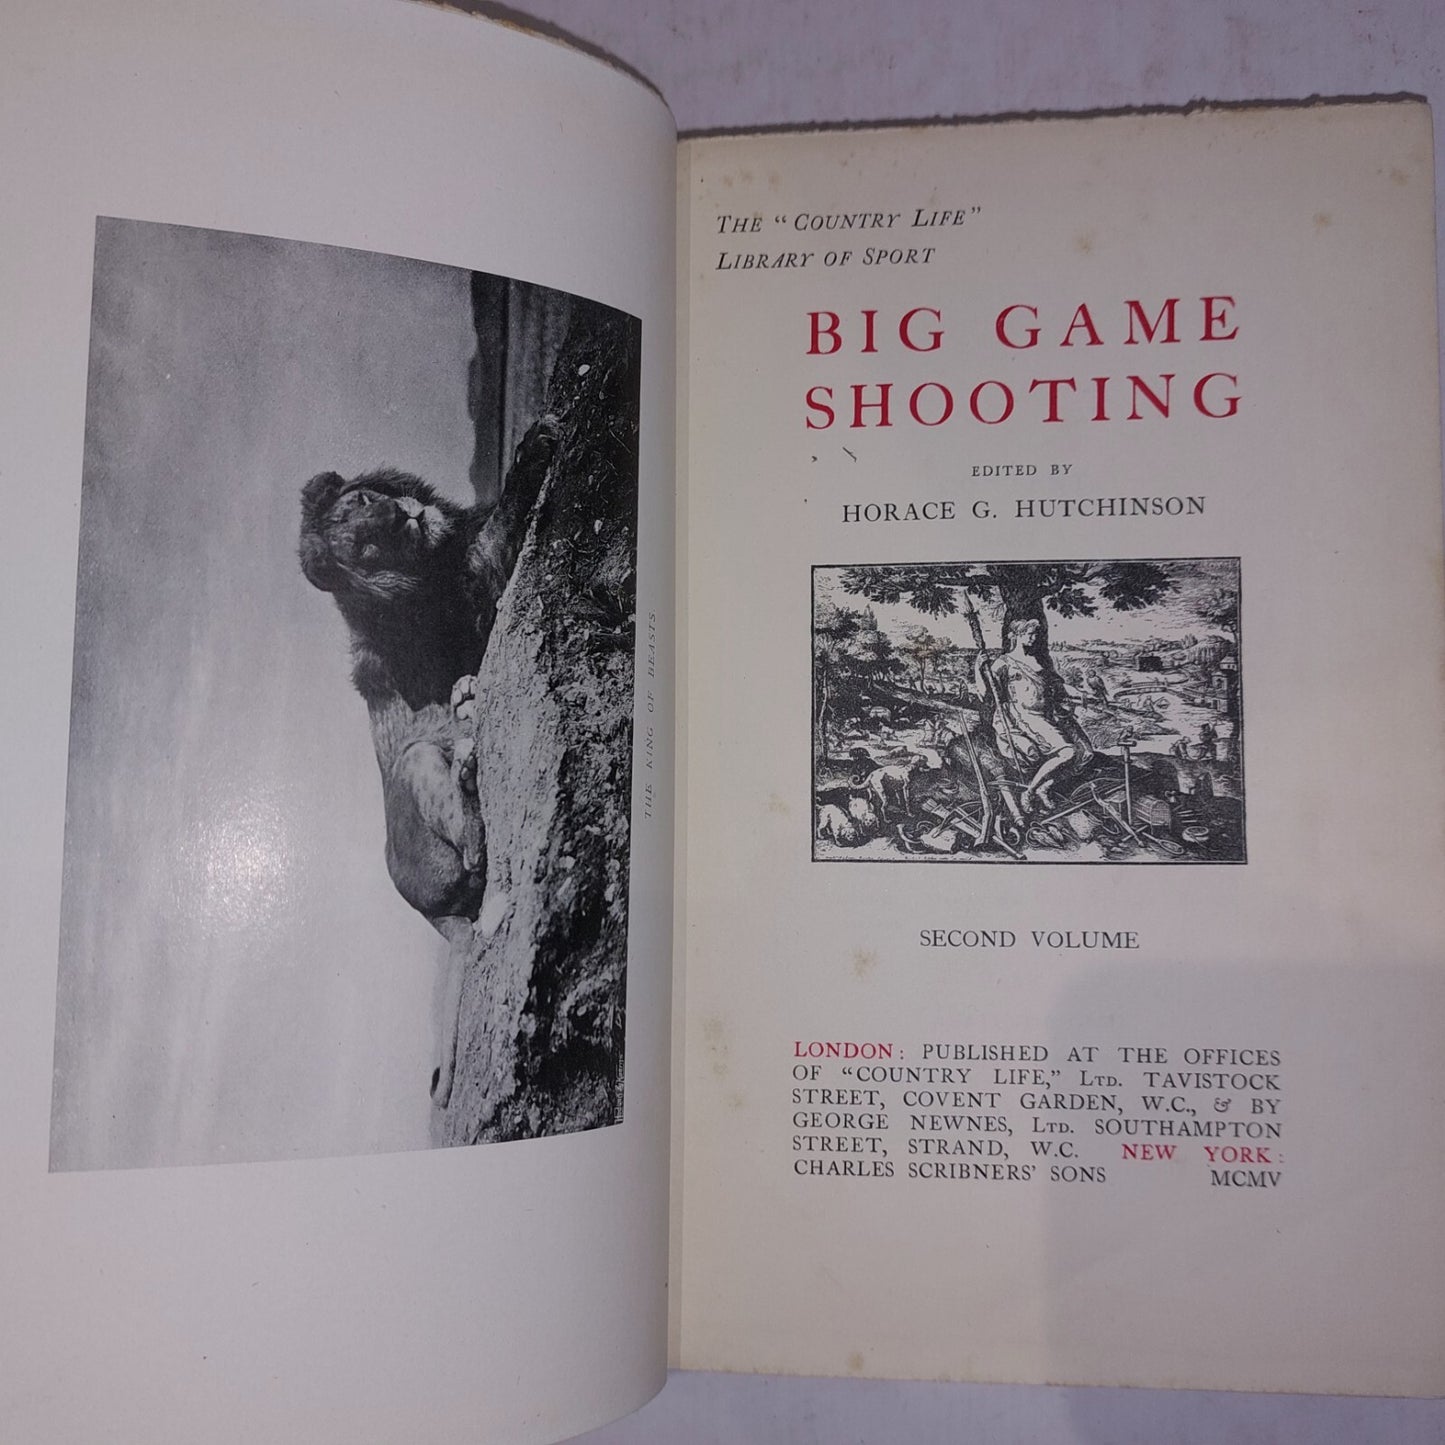 THE KING OF BEASTS
THE "COUNTRY LIFE"
LIBRARY OF SPORT
BIG GAME
SHOOTING
EDITED BY
HORACE G. HUTCHINSON
SECOND VOLUME
LONDON: PUBLISHED AT THE OFFICES
OF "COUNTRY LIFE," LTD. TAVISTOCK
STREET, COVENT GARDEN, W.C., & BY
GEORGE NEWNES, LTD. SOUTHAMPTON
STREET, STRAND, W.C. NEW YORK:
CHARLES SCRIBNERS' SONS MCMV